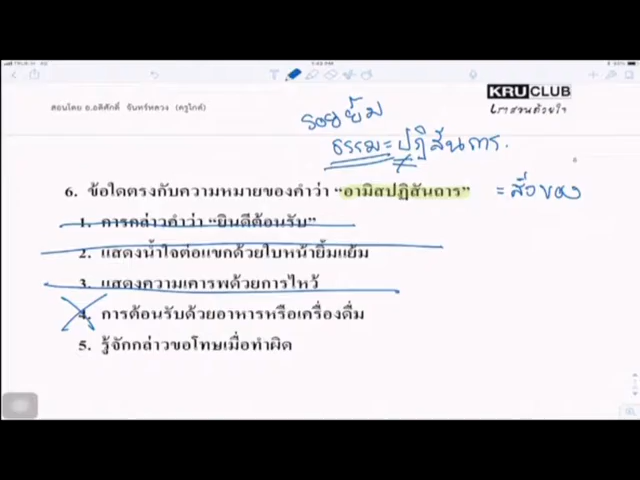 KRUCLUB
เราสอนด้วยใจ
สอนโดย อ.อดิศักดิ์ จันทร์หลวง (ครูไกด์)
รอยยิ้ม
ธรรม=ปฏิสันถาร.
6. ข้อใดตรงกับความหมายของคำว่า “อามิสปฏิสันถาร” = สิ่งของ
1. การกล่าวคำว่า “ยินดีต้อนรับ”
2. แสดงน้ำใจต่อแขกด้วยใบหน้ายิ้มแย้ม
3. แสดงความเคารพด้วยการไหว้
4. การต้อนรับด้วยอาหารหรือเครื่องดื่ม
5. รู้จักกล่าวขอโทษเมื่อทำผิด